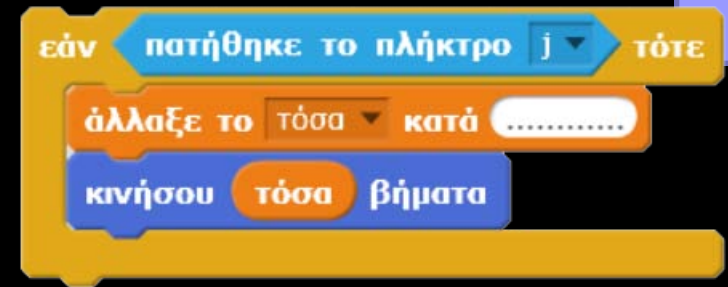 εάν πατήθηκε το πλήκτρο j τότε
άλλαξε το τόσα κατά ............
κινήσου τόσα βήματα